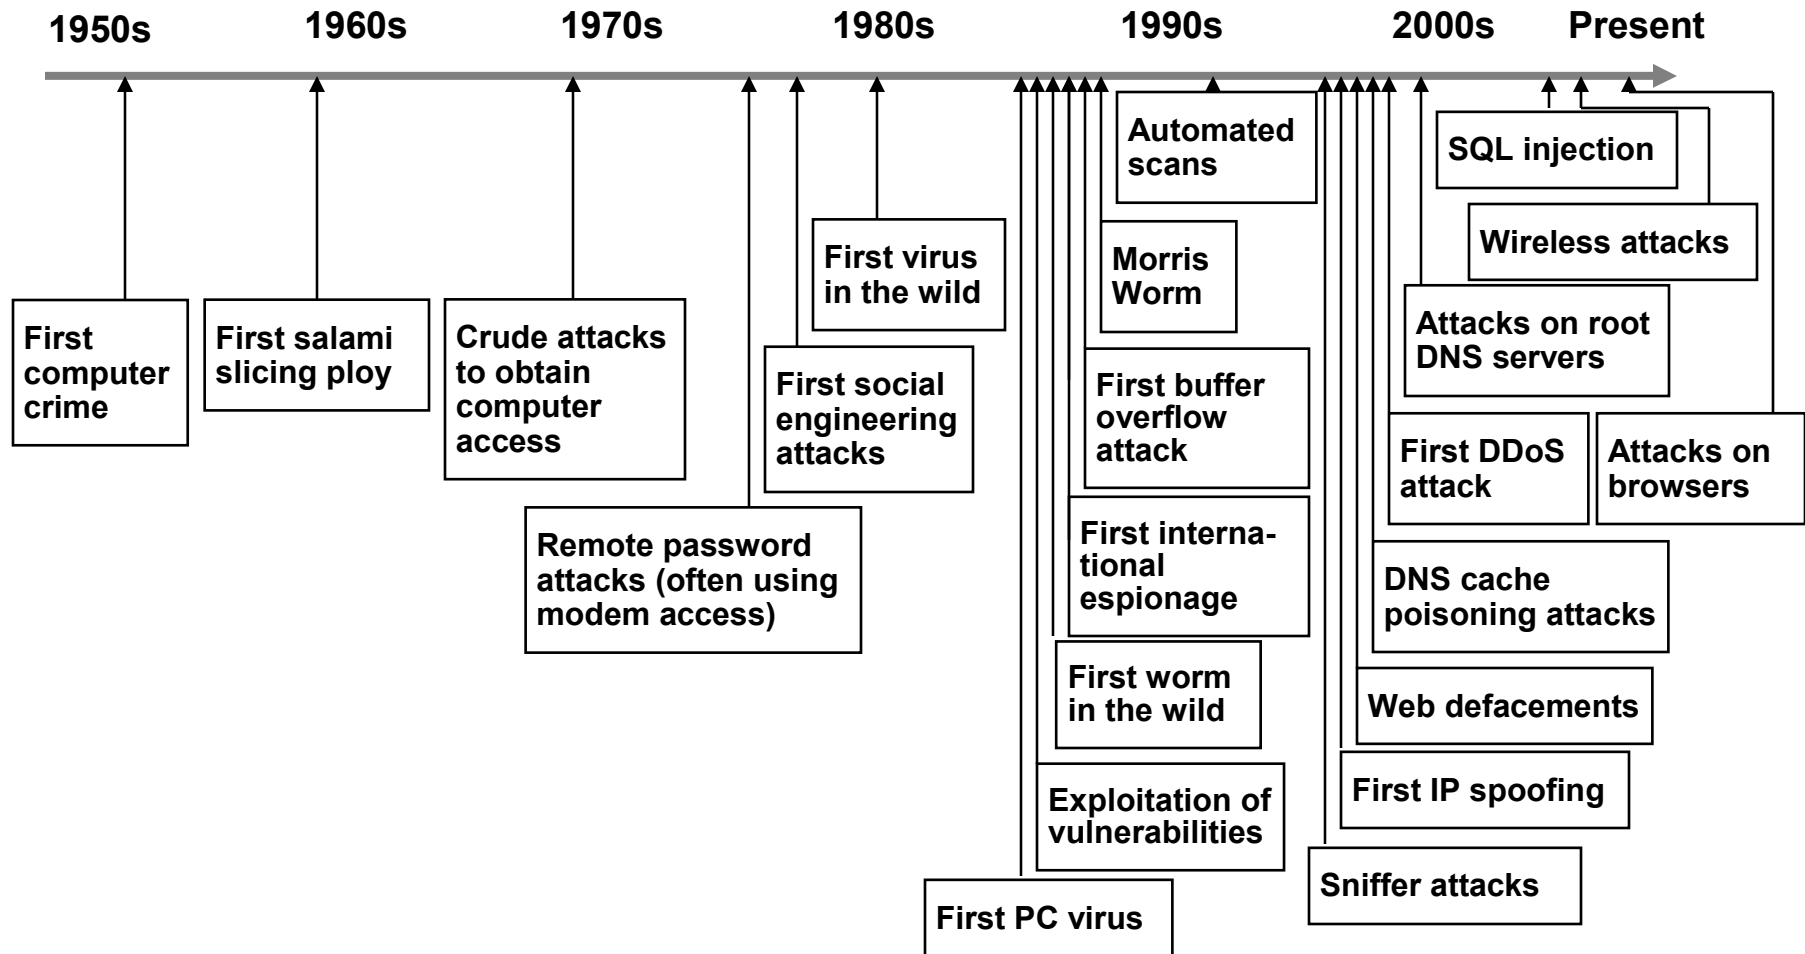 1950s
1960s
1970s
1980s
1990s
2000s
Present
First
computer
crime
First salami
slicing ploy
Crude attacks
to obtain
computer
access
Remote password
attacks (often using
modem access)
First social
engineering
attacks
First virus
in the wild
First PC virus
Exploitation of
vulnerabilities
First worm
in the wild
First interna-
tional
espionage
First buffer
overflow
attack
Morris
Worm
Automated
scans
Sniffer attacks
First IP spoofing
Web defacements
DNS cache
poisoning attacks
First DDoS
attack
Attacks on root
DNS servers
SQL injection
Wireless attacks
Attacks on
browsers